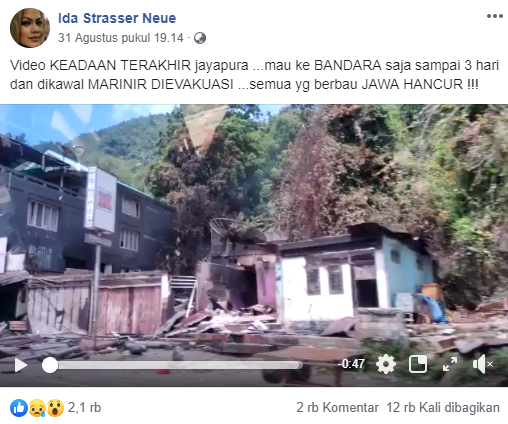 Ida Strasser Neue
31 Agustus pukul 19.14 ·
Video KEADAAN TERAKHIR jayapura ...mau ke BANDARA saja sampai 3 hari
dan dikawal MARINIR DIEVAKUASI ...semua yg berbau JAWA HANCUR !!!
-0:47
2,1 rb
2 rb Komentar 12 rb Kali dibagikan